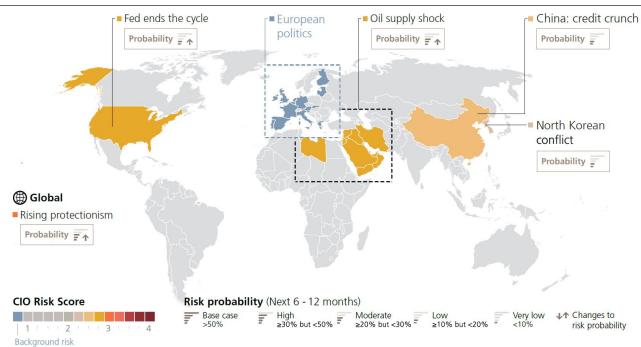 Fed ends the cycle
Probability
European
politics
Oil supply shock
Probability
China: credit crunch
Probability
North Korean
conflict
Probability
Global
Rising protectionism
Probability
CIO Risk Score
1 2 3 4
Background risk
Risk probability (Next 6 - 12 months)
Base case
>50%
High
≥30% but <50%
Moderate
≥20% but <30%
Low
≥10% but <20%
Very low
<10%
Changes to
risk probability